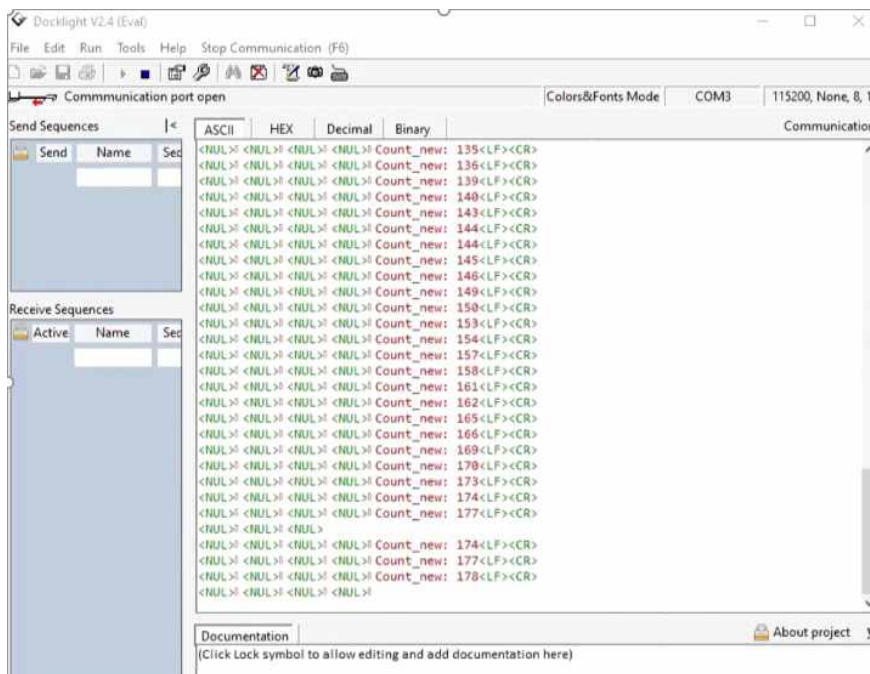 Docklight V2.4 (Eval)
File Edit Run Tools Help Stop Communication (F6)
Commmunication port open Colors&Fonts Mode COM3 115200, None, 8, 1
Send Sequences
Send Name Sec
Receive Sequences
Active Name Sec
ASCII HEX Decimal Binary Communication
<NUL> <NUL> <NUL> <NUL> Count_new: 135<LF><CR>
<NUL> <NUL> <NUL> <NUL> Count_new: 136<LF><CR>
<NUL> <NUL> <NUL> <NUL> Count_new: 139<LF><CR>
<NUL> <NUL> <NUL> <NUL> Count_new: 140<LF><CR>
<NUL> <NUL> <NUL> <NUL> Count_new: 143<LF><CR>
<NUL> <NUL> <NUL> <NUL> Count_new: 144<LF><CR>
<NUL> <NUL> <NUL> <NUL> Count_new: 144<LF><CR>
<NUL> <NUL> <NUL> <NUL> Count_new: 145<LF><CR>
<NUL> <NUL> <NUL> <NUL> Count_new: 146<LF><CR>
<NUL> <NUL> <NUL> <NUL> Count_new: 149<LF><CR>
<NUL> <NUL> <NUL> <NUL> Count_new: 150<LF><CR>
<NUL> <NUL> <NUL> <NUL> Count_new: 153<LF><CR>
<NUL> <NUL> <NUL> <NUL> Count_new: 154<LF><CR>
<NUL> <NUL> <NUL> <NUL> Count_new: 157<LF><CR>
<NUL> <NUL> <NUL> <NUL> Count_new: 158<LF><CR>
<NUL> <NUL> <NUL> <NUL> Count_new: 161<LF><CR>
<NUL> <NUL> <NUL> <NUL> Count_new: 162<LF><CR>
<NUL> <NUL> <NUL> <NUL> Count_new: 165<LF><CR>
<NUL> <NUL> <NUL> <NUL> Count_new: 166<LF><CR>
<NUL> <NUL> <NUL> <NUL> Count_new: 169<LF><CR>
<NUL> <NUL> <NUL> <NUL> Count_new: 170<LF><CR>
<NUL> <NUL> <NUL> <NUL> Count_new: 173<LF><CR>
<NUL> <NUL> <NUL> <NUL> Count_new: 174<LF><CR>
<NUL> <NUL> <NUL> <NUL> Count_new: 177<LF><CR>
<NUL> <NUL> <NUL>
<NUL> <NUL> <NUL> <NUL> Count_new: 174<LF><CR>
<NUL> <NUL> <NUL> <NUL> Count_new: 177<LF><CR>
<NUL> <NUL> <NUL> <NUL> Count_new: 178<LF><CR>
<NUL> <NUL> <NUL> <NUL>
Documentation About project
(Click Lock symbol to allow editing and add documentation here)